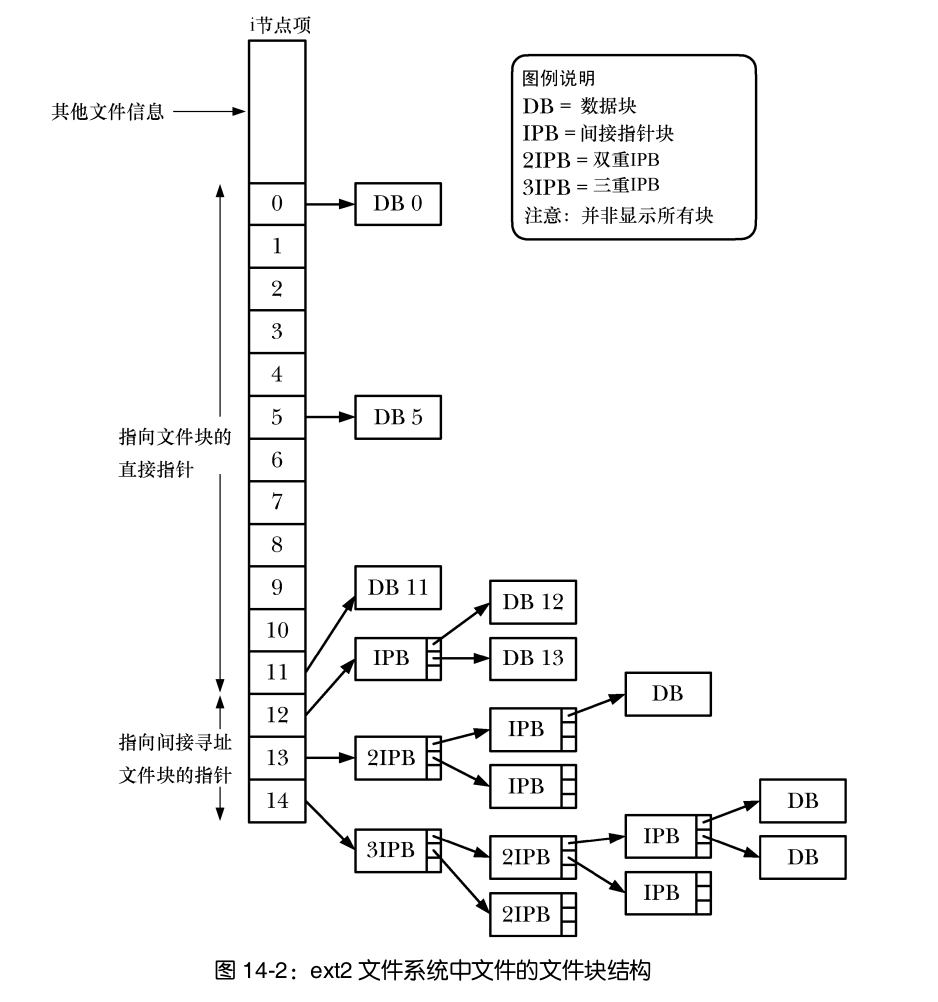 i节点项
其他文件信息
图例说明
DB = 数据块
IPB = 间接指针块
2IPB = 双重IPB
3IPB = 三重IPB
注意：并非显示所有块
0
DB 0
1
2
3
4
5
DB 5
指向文件块的
直接指针
6
7
8
9
DB 11
10
11
DB 12
IPB
DB 13
12
指向间接寻址
文件块的指针
13
2IPB
IPB
DB
IPB
14
3IPB
2IPB
IPB
DB
DB
IPB
2IPB
图 14-2：ext2 文件系统中文件的文件块结构